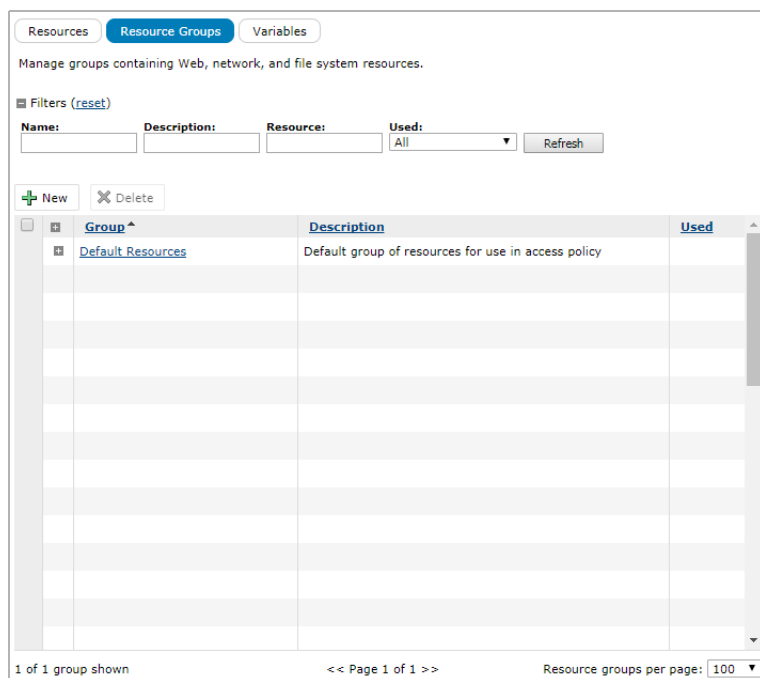 Resources Resource Groups Variables
Manage groups containing Web, network, and file system resources.
Filters (reset)
Name: Description: Resource: Used:
All Refresh
New Delete
Group Description Used
Default Resources Default group of resources for use in access policy
1 of 1 group shown << Page 1 of 1 >> Resource groups per page: 100